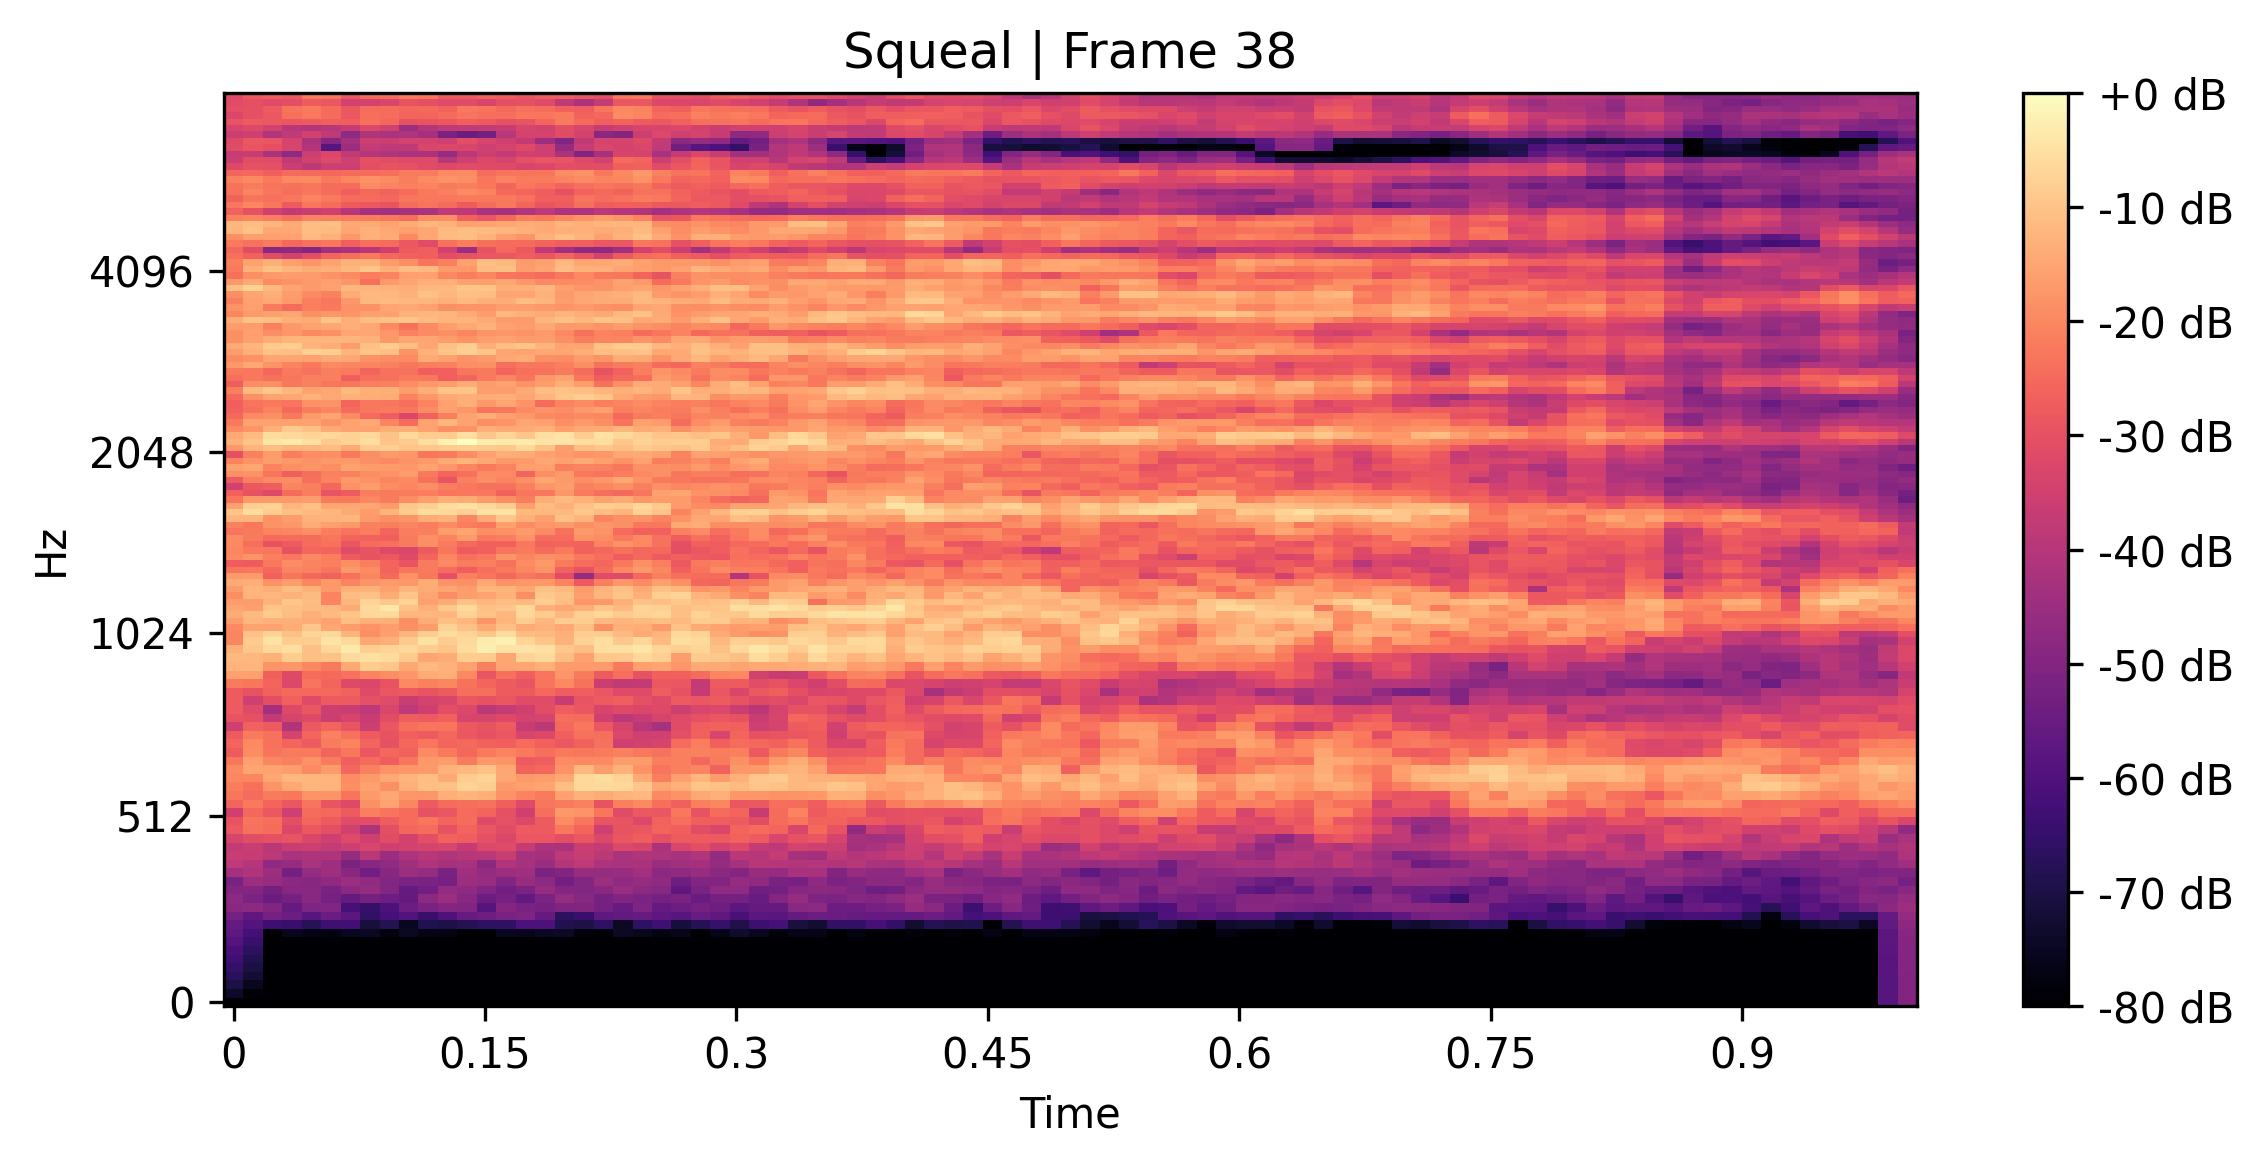 Squeal | Frame 38
Hz
4096
2048
1024
512
0
0 0.15 0.3 0.45 0.6 0.75 0.9
Time
+0 dB
-10 dB
-20 dB
-30 dB
-40 dB
-50 dB
-60 dB
-70 dB
-80 dB